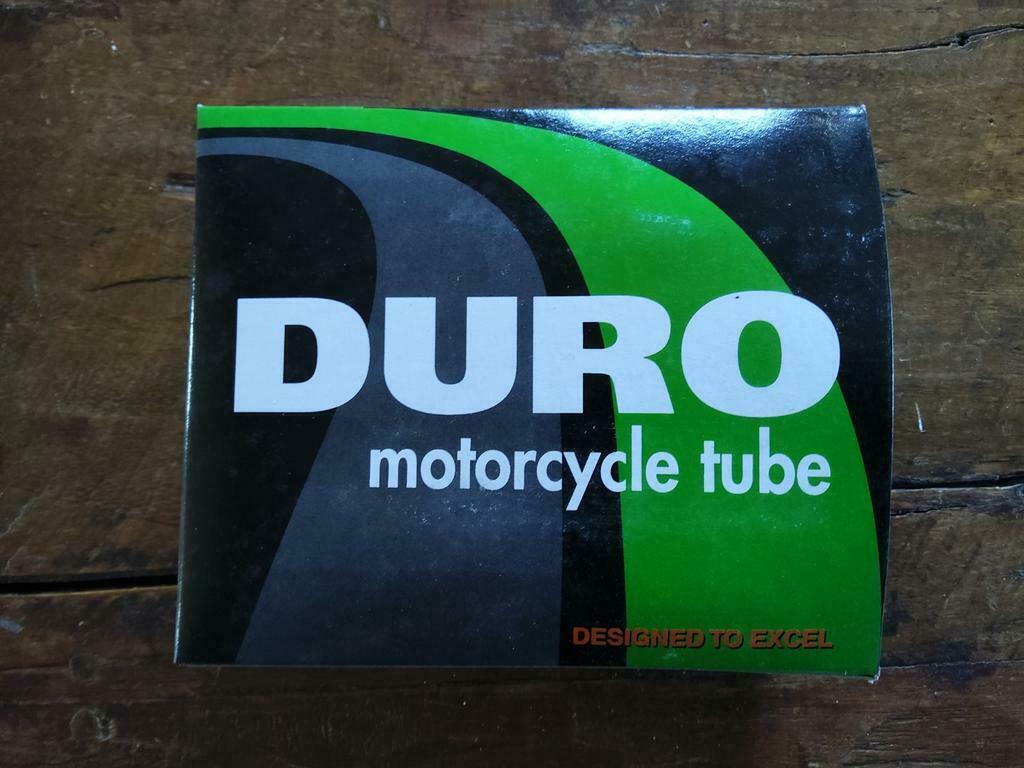 DURO
motorcycle tube
DESIGNED TO EXCEL